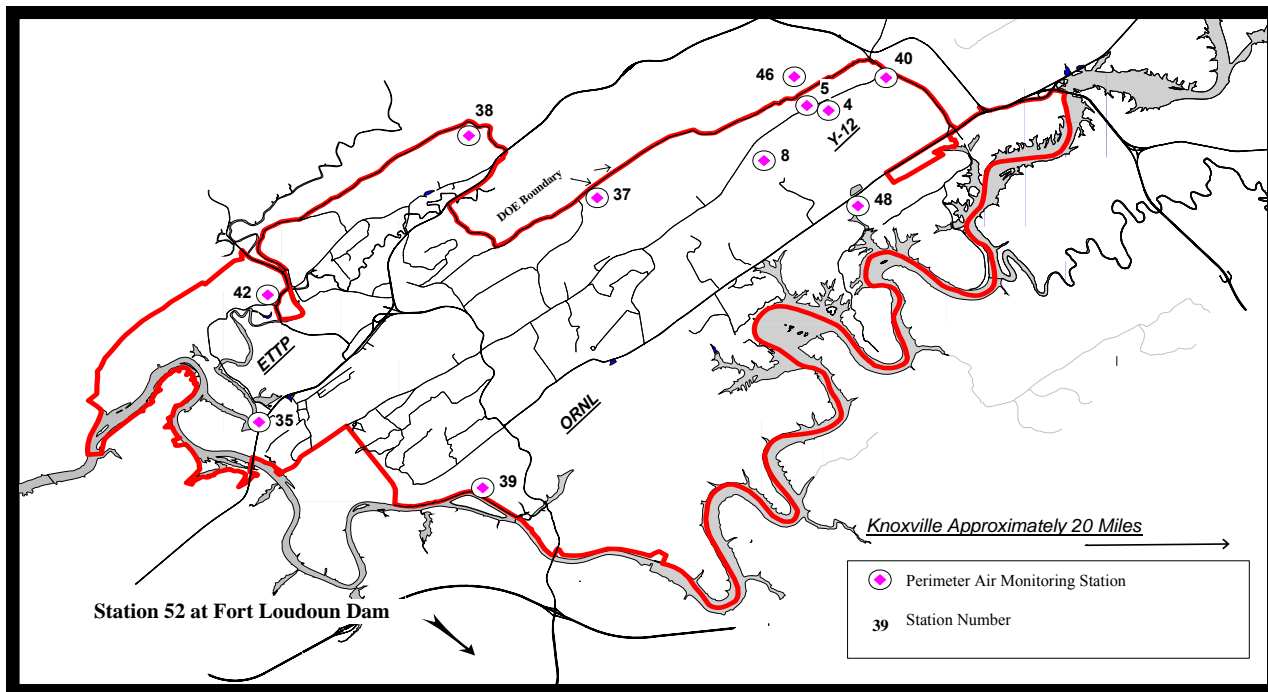 40
46
5
4
38
Y-12
8
DOE Boundary
37
48
42
ETTP
35
ORNL
39
Knoxville Approximately 20 Miles
Perimeter Air Monitoring Station
Station 52 at Fort Loudoun Dam
39 Station Number